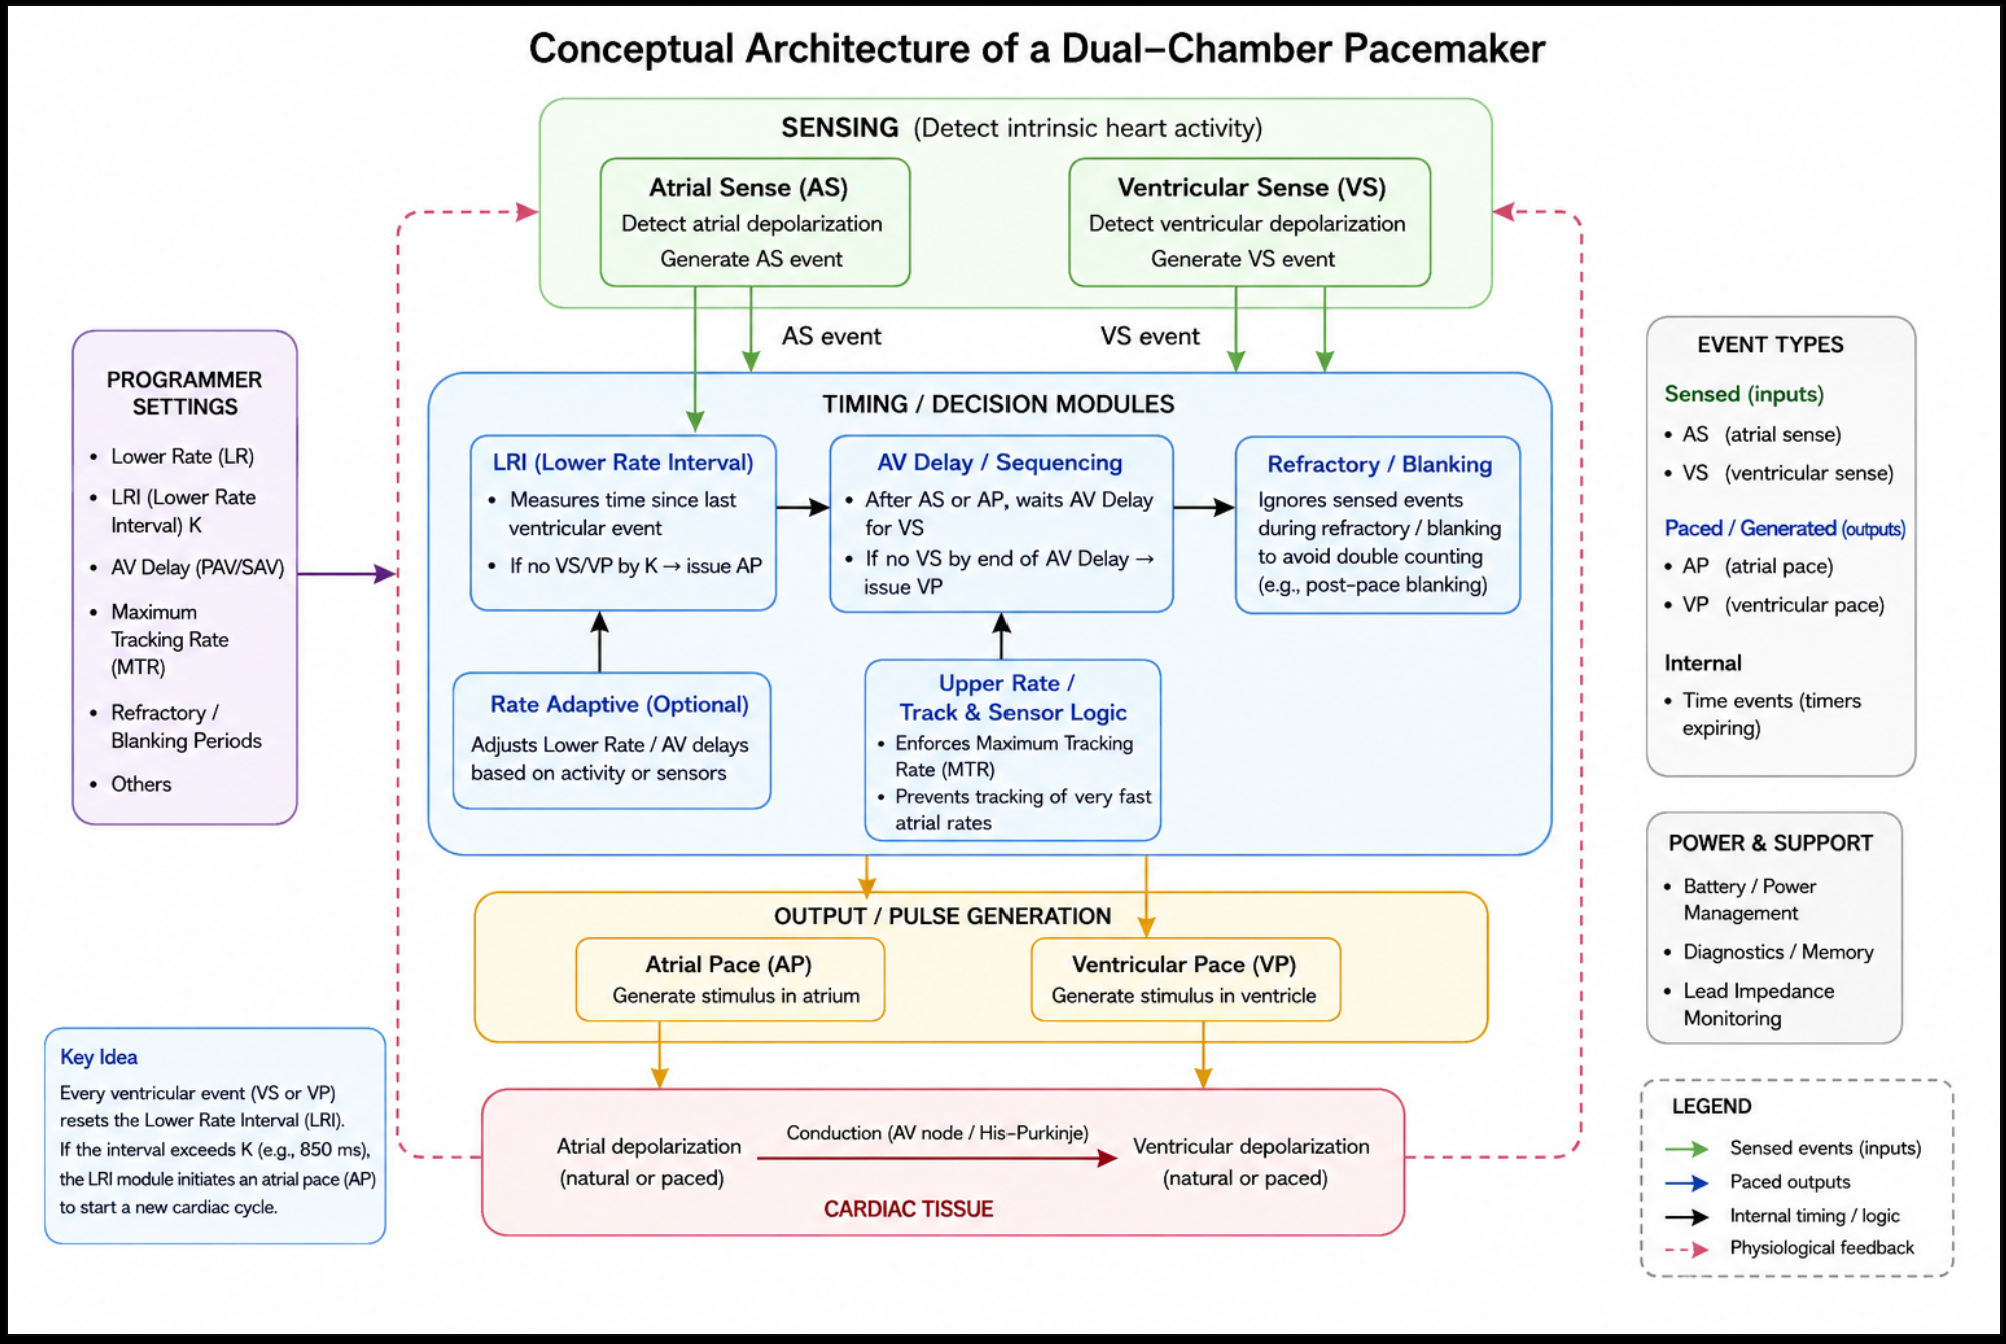 Conceptual Architecture of a Dual–Chamber Pacemaker
SENSING (Detect intrinsic heart activity)
Atrial Sense (AS)
Detect atrial depolarization
Generate AS event
Ventricular Sense (VS)
Detect ventricular depolarization
Generate VS event
AS event
VS event
PROGRAMMER
SETTINGS
• Lower Rate (LR)
• LRI (Lower Rate
Interval) K
• AV Delay (PAV/SAV)
• Maximum
Tracking Rate
(MTR)
• Refractory /
Blanking Periods
• Others
TIMING / DECISION MODULES
LRI (Lower Rate Interval)
• Measures time since last
ventricular event
• If no VS/VP by K → issue AP
AV Delay / Sequencing
• After AS or AP, waits AV Delay
for VS
• If no VS by end of AV Delay →
issue VP
Refractory / Blanking
Ignores sensed events
during refractory / blanking
to avoid double counting
(e.g., post–pace blanking)
Rate Adaptive (Optional)
Adjusts Lower Rate / AV delays
based on activity or sensors
Upper Rate /
Track & Sensor Logic
• Enforces Maximum Tracking
Rate (MTR)
• Prevents tracking of very fast
atrial rates
OUTPUT / PULSE GENERATION
Atrial Pace (AP)
Generate stimulus in atrium
Ventricular Pace (VP)
Generate stimulus in ventricle
Atrial depolarization
(natural or paced)
Conduction (AV node / His–Purkinje)
Ventricular depolarization
(natural or paced)
CARDIAC TISSUE
Key Idea
Every ventricular event (VS or VP)
resets the Lower Rate Interval (LRI).
If the interval exceeds K (e.g., 850 ms),
the LRI module initiates an atrial pace (AP)
to start a new cardiac cycle.
EVENT TYPES
Sensed (inputs)
• AS (atrial sense)
• VS (ventricular sense)
Paced / Generated (outputs)
• AP (atrial pace)
• VP (ventricular pace)
Internal
• Time events (timers
expiring)
POWER & SUPPORT
• Battery / Power
Management
• Diagnostics / Memory
• Lead Impedance
Monitoring
LEGEND
Sensed events (inputs)
Paced outputs
Internal timing / logic
Physiological feedback